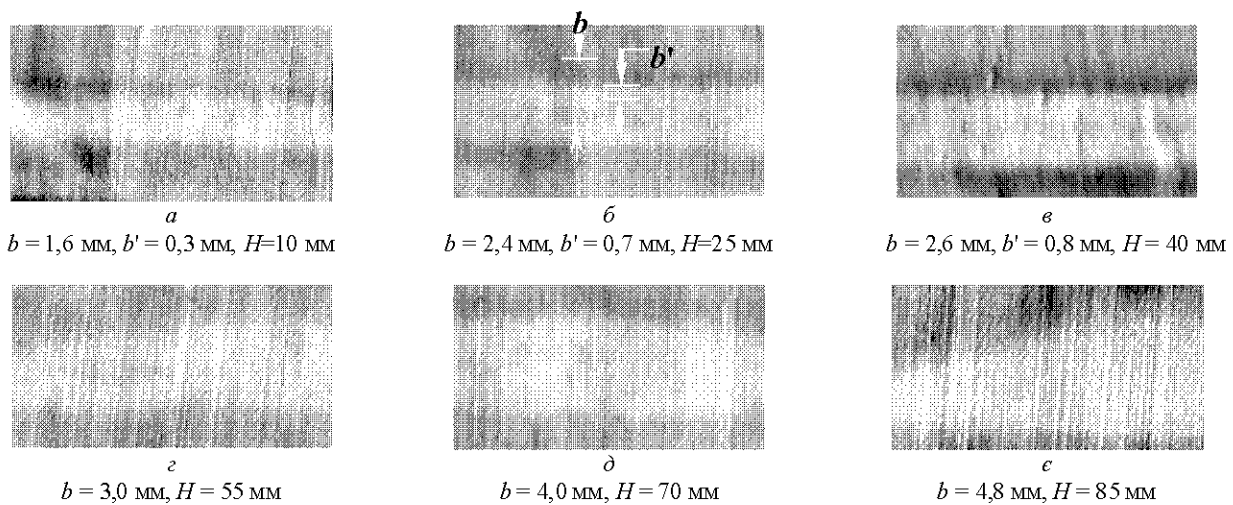 b
b'
а
б
в
b = 1,6 мм, b' = 0,3 мм, H=10 мм
b = 2,4 мм, b' = 0,7 мм, H=25 мм
b = 2,6 мм, b' = 0,8 мм, H = 40 мм
г
д
є
b = 3,0 мм, H = 55 мм
b = 4,0 мм, H = 70 мм
b = 4,8 мм, H = 85 мм